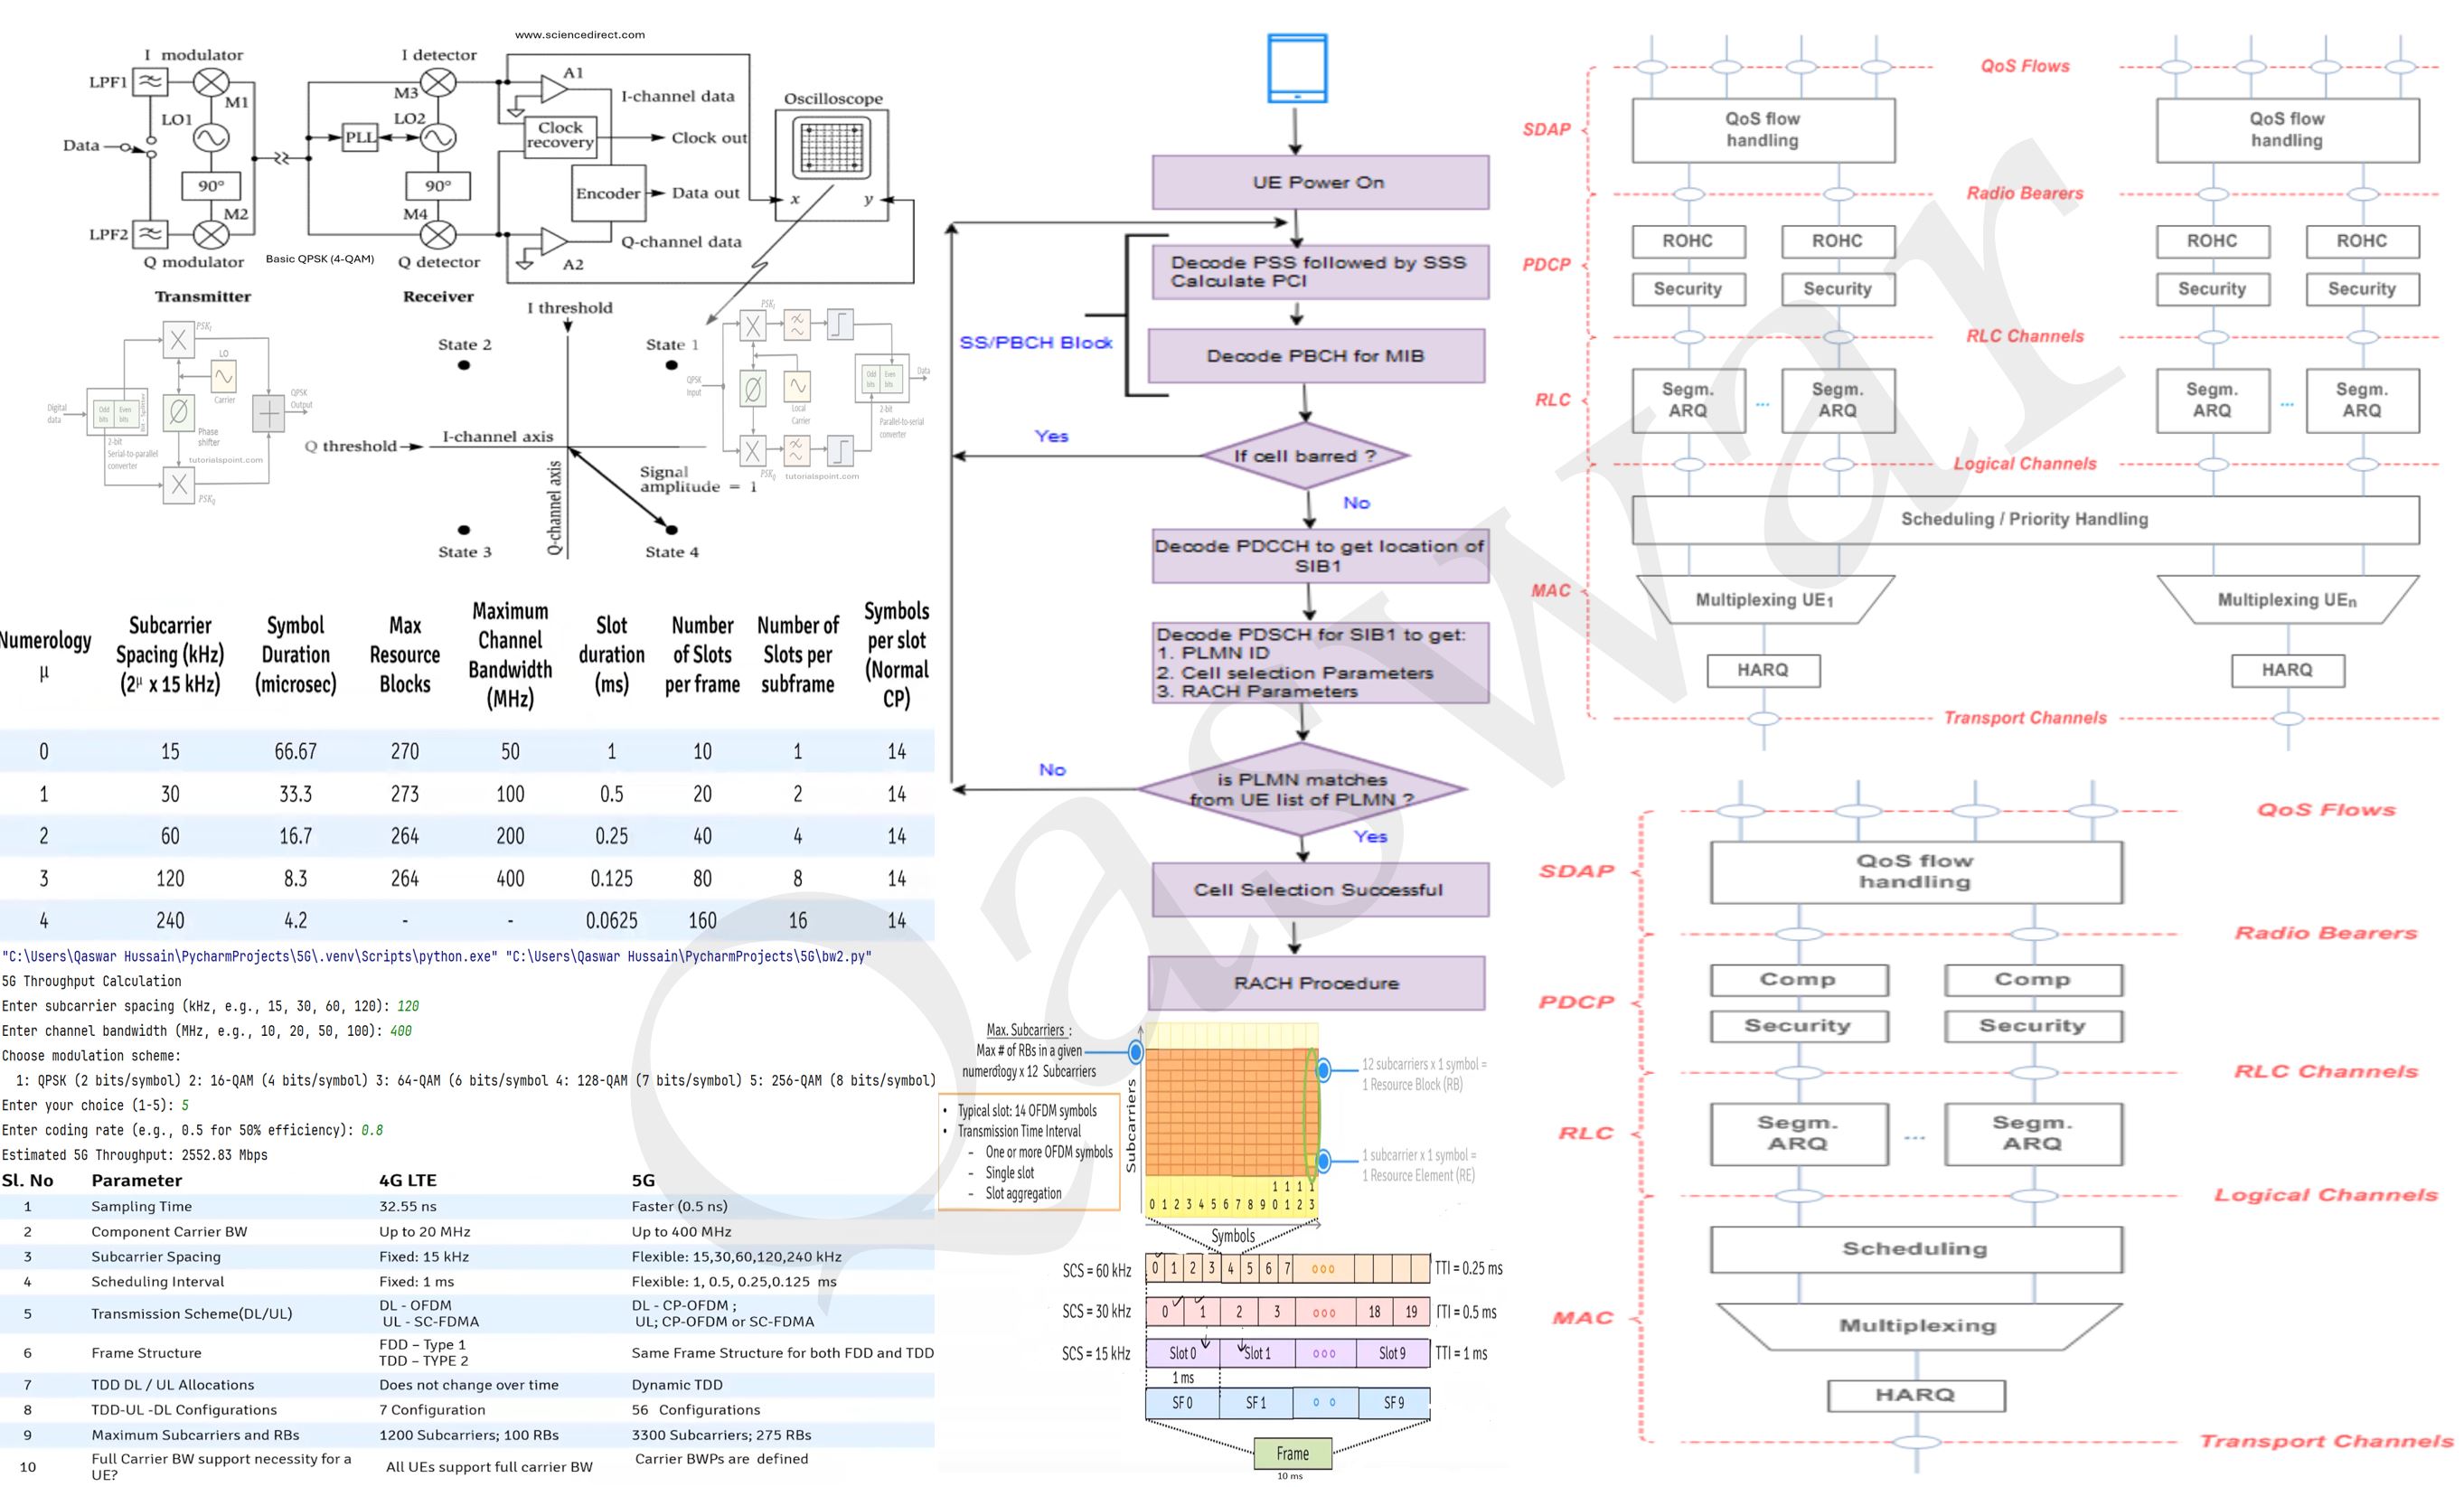 www.sciencedirect.com
I modulator
I detector
LPF1
M1
M3
A1
I-channel data
Oscilloscope
LO1
LO2
PLL
Clock
recovery
Clock out
Data
90°
90°
Encoder
Data out
x
y
M2
M4
LPF2
Q-channel data
Q modulator
Basic QPSK (4-QAM)
Q detector
A2
Transmitter
Receiver
I threshold
State 2
State 1
Q threshold
I-channel axis
Q-channel axis
Signal
amplitude = 1
State 3
State 4
PSKI
LO
Carrier
Digital
data
Odd
bits
Even
bits
2-bit
Serial-to-parallel
converter
Phase
shifter
QPSK
Output
tutorialspoint.com
PSKQ
PSKI
QPSK
Input
Local
Carrier
Odd
bits
Even
bits
Data
2-bit
Parallel-to-serial
converter
PSKQ
tutorialspoint.com
Numerology
μ
Subcarrier
Spacing (kHz)
(2μ x 15 kHz)
Symbol
Duration
(microsec)
Max
Resource
Blocks
Maximum
Channel
Bandwidth
(MHz)
Slot
duration
(ms)
Number
of Slots
per frame
Number of
Slots per
subframe
Symbols
per slot
(Normal
CP)
0 15 66.67 270 50 1 10 1 14
1 30 33.3 273 100 0.5 20 2 14
2 60 16.7 264 200 0.25 40 4 14
3 120 8.3 264 400 0.125 80 8 14
4 240 4.2 - - 0.0625 160 16 14
"C:\Users\Qaswar Hussain\PycharmProjects\5G\.venv\Scripts\python.exe" "C:\Users\Qaswar Hussain\PycharmProjects\5G\bw2.py"
5G Throughput Calculation
Enter subcarrier spacing (kHz, e.g., 15, 30, 60, 120): 120
Enter channel bandwidth (MHz, e.g., 10, 20, 50, 100): 400
Choose modulation scheme:
1: QPSK (2 bits/symbol) 2: 16-QAM (4 bits/symbol) 3: 64-QAM (6 bits/symbol 4: 128-QAM (7 bits/symbol) 5: 256-QAM (8 bits/symbol)
Enter your choice (1-5): 5
Enter coding rate (e.g., 0.5 for 50% efficiency): 0.8
Estimated 5G Throughput: 2552.83 Mbps
Sl. No Parameter 4G LTE 5G
1 Sampling Time 32.55 ns Faster (0.5 ns)
2 Component Carrier BW Up to 20 MHz Up to 400 MHz
3 Subcarrier Spacing Fixed: 15 kHz Flexible: 15,30,60,120,240 kHz
4 Scheduling Interval Fixed: 1 ms Flexible: 1, 0.5, 0.25,0.125 ms
5 Transmission Scheme(DL/UL) DL - OFDM DL - CP-OFDM ;
UL - SC-FDMA UL; CP-OFDM or SC-FDMA
6 Frame Structure FDD – Type 1 Same Frame Structure for both FDD and TDD
TDD – TYPE 2
7 TDD DL / UL Allocations Does not change over time Dynamic TDD
8 TDD-UL -DL Configurations 7 Configuration 56 Configurations
9 Maximum Subcarriers and RBs 1200 Subcarriers; 100 RBs 3300 Subcarriers; 275 RBs
10 Full Carrier BW support necessity for a All UEs support full carrier BW Carrier BWPs are defined
UE?
UE Power On
Decode PSS followed by SSS
Calculate PCI
SS/PBCH Block
Decode PBCH for MIB
Yes
If cell barred ?
No
Decode PDCCH to get location of
SIB1
Decode PDSCH for SIB1 to get:
1. PLMN ID
2. Cell selection Parameters
3. RACH Parameters
No
is PLMN matches
from UE list of PLMN ?
Yes
Cell Selection Successful
RACH Procedure
Max. Subcarriers :
Max # of RBs in a given
numerology x 12 Subcarriers
• Typical slot: 14 OFDM symbols
• Transmission Time Interval
– One or more OFDM symbols
– Single slot
– Slot aggregation
Subcarriers
12 subcarriers x 1 symbol =
1 Resource Block (RB)
1 subcarrier x 1 symbol =
1 Resource Element (RE)
0 1 2 3 4 5 6 7 8 9 10 11 12 13
Symbols
SCS = 60 kHz 0 1 2 3 4 5 6 7 TTI = 0.25 ms
SCS = 30 kHz 0 1 2 3 18 19 TTI = 0.5 ms
SCS = 15 kHz Slot 0 Slot 1 Slot 9 TTI = 1 ms
1 ms
SF 0 SF 1 SF 9
Frame
10 ms
QoS Flows
SDAP
QoS flow
handling
QoS flow
handling
Radio Bearers
PDCP
ROHC ROHC ROHC ROHC
Security Security Security Security
RLC Channels
RLC
Segm.
ARQ
Segm.
ARQ
Segm.
ARQ
Segm.
ARQ
...
...
Logical Channels
Scheduling / Priority Handling
MAC
Multiplexing UE1
Multiplexing UEn
HARQ
HARQ
Transport Channels
QoS Flows
SDAP
QoS flow
handling
Radio Bearers
PDCP
Comp Comp
Security Security
RLC Channels
RLC
Segm.
ARQ
...
Segm.
ARQ
Logical Channels
Scheduling
MAC
Multiplexing
HARQ
Transport Channels
Qaswar